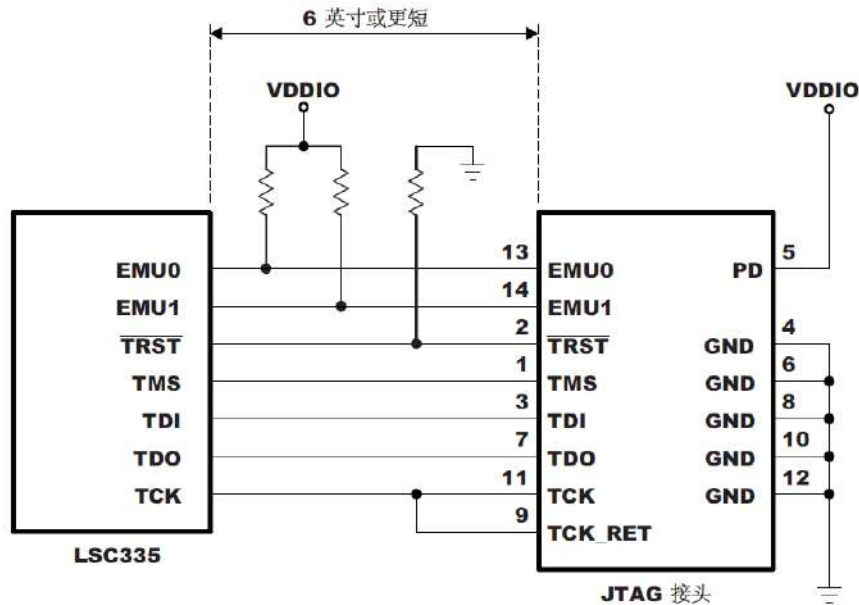 6 英寸或更短
VDDIO
VDDIO
13
5
EMU0
EMU0
PD
14
EMU1
EMU1
2
4
TRST
TRST
GND
1
6
TMS
TMS
GND
3
8
TDI
TDI
GND
7
10
TDO
TDO
GND
11
12
TCK
TCK
GND
9
TCK_RET
LSC335
JTAG 接头